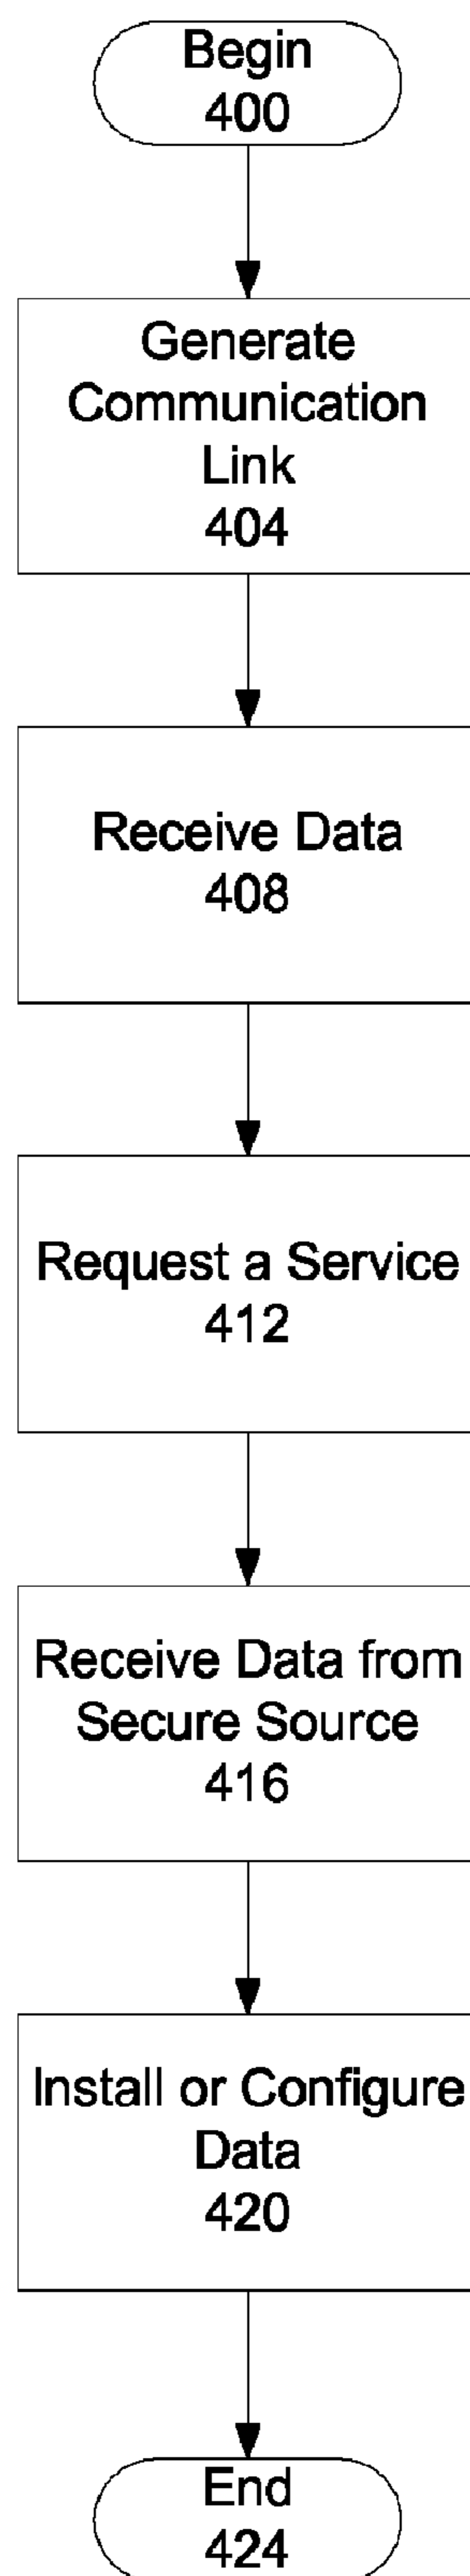 Begin
400
Generate
Communication
Link
404
Receive Data
408
Request a Service
412
Receive Data from
Secure Source
416
Install or Configure
Data
420
End
424